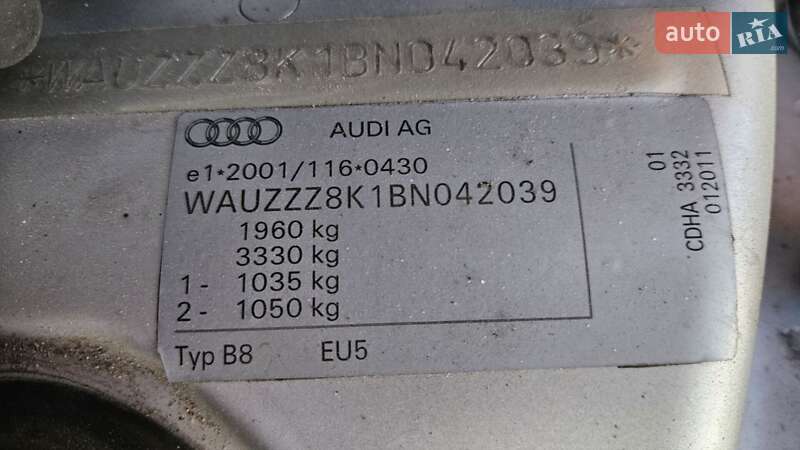 auto RIA .com
*WAUZZZ8K1BN042039*
AUDI AG
e1*2001/116*0430
WAUZZZ8K1BN042039
1960 kg
3330 kg
1- 1035 kg
2- 1050 kg
Typ B8 EU5
01
CDHA 3332
012011